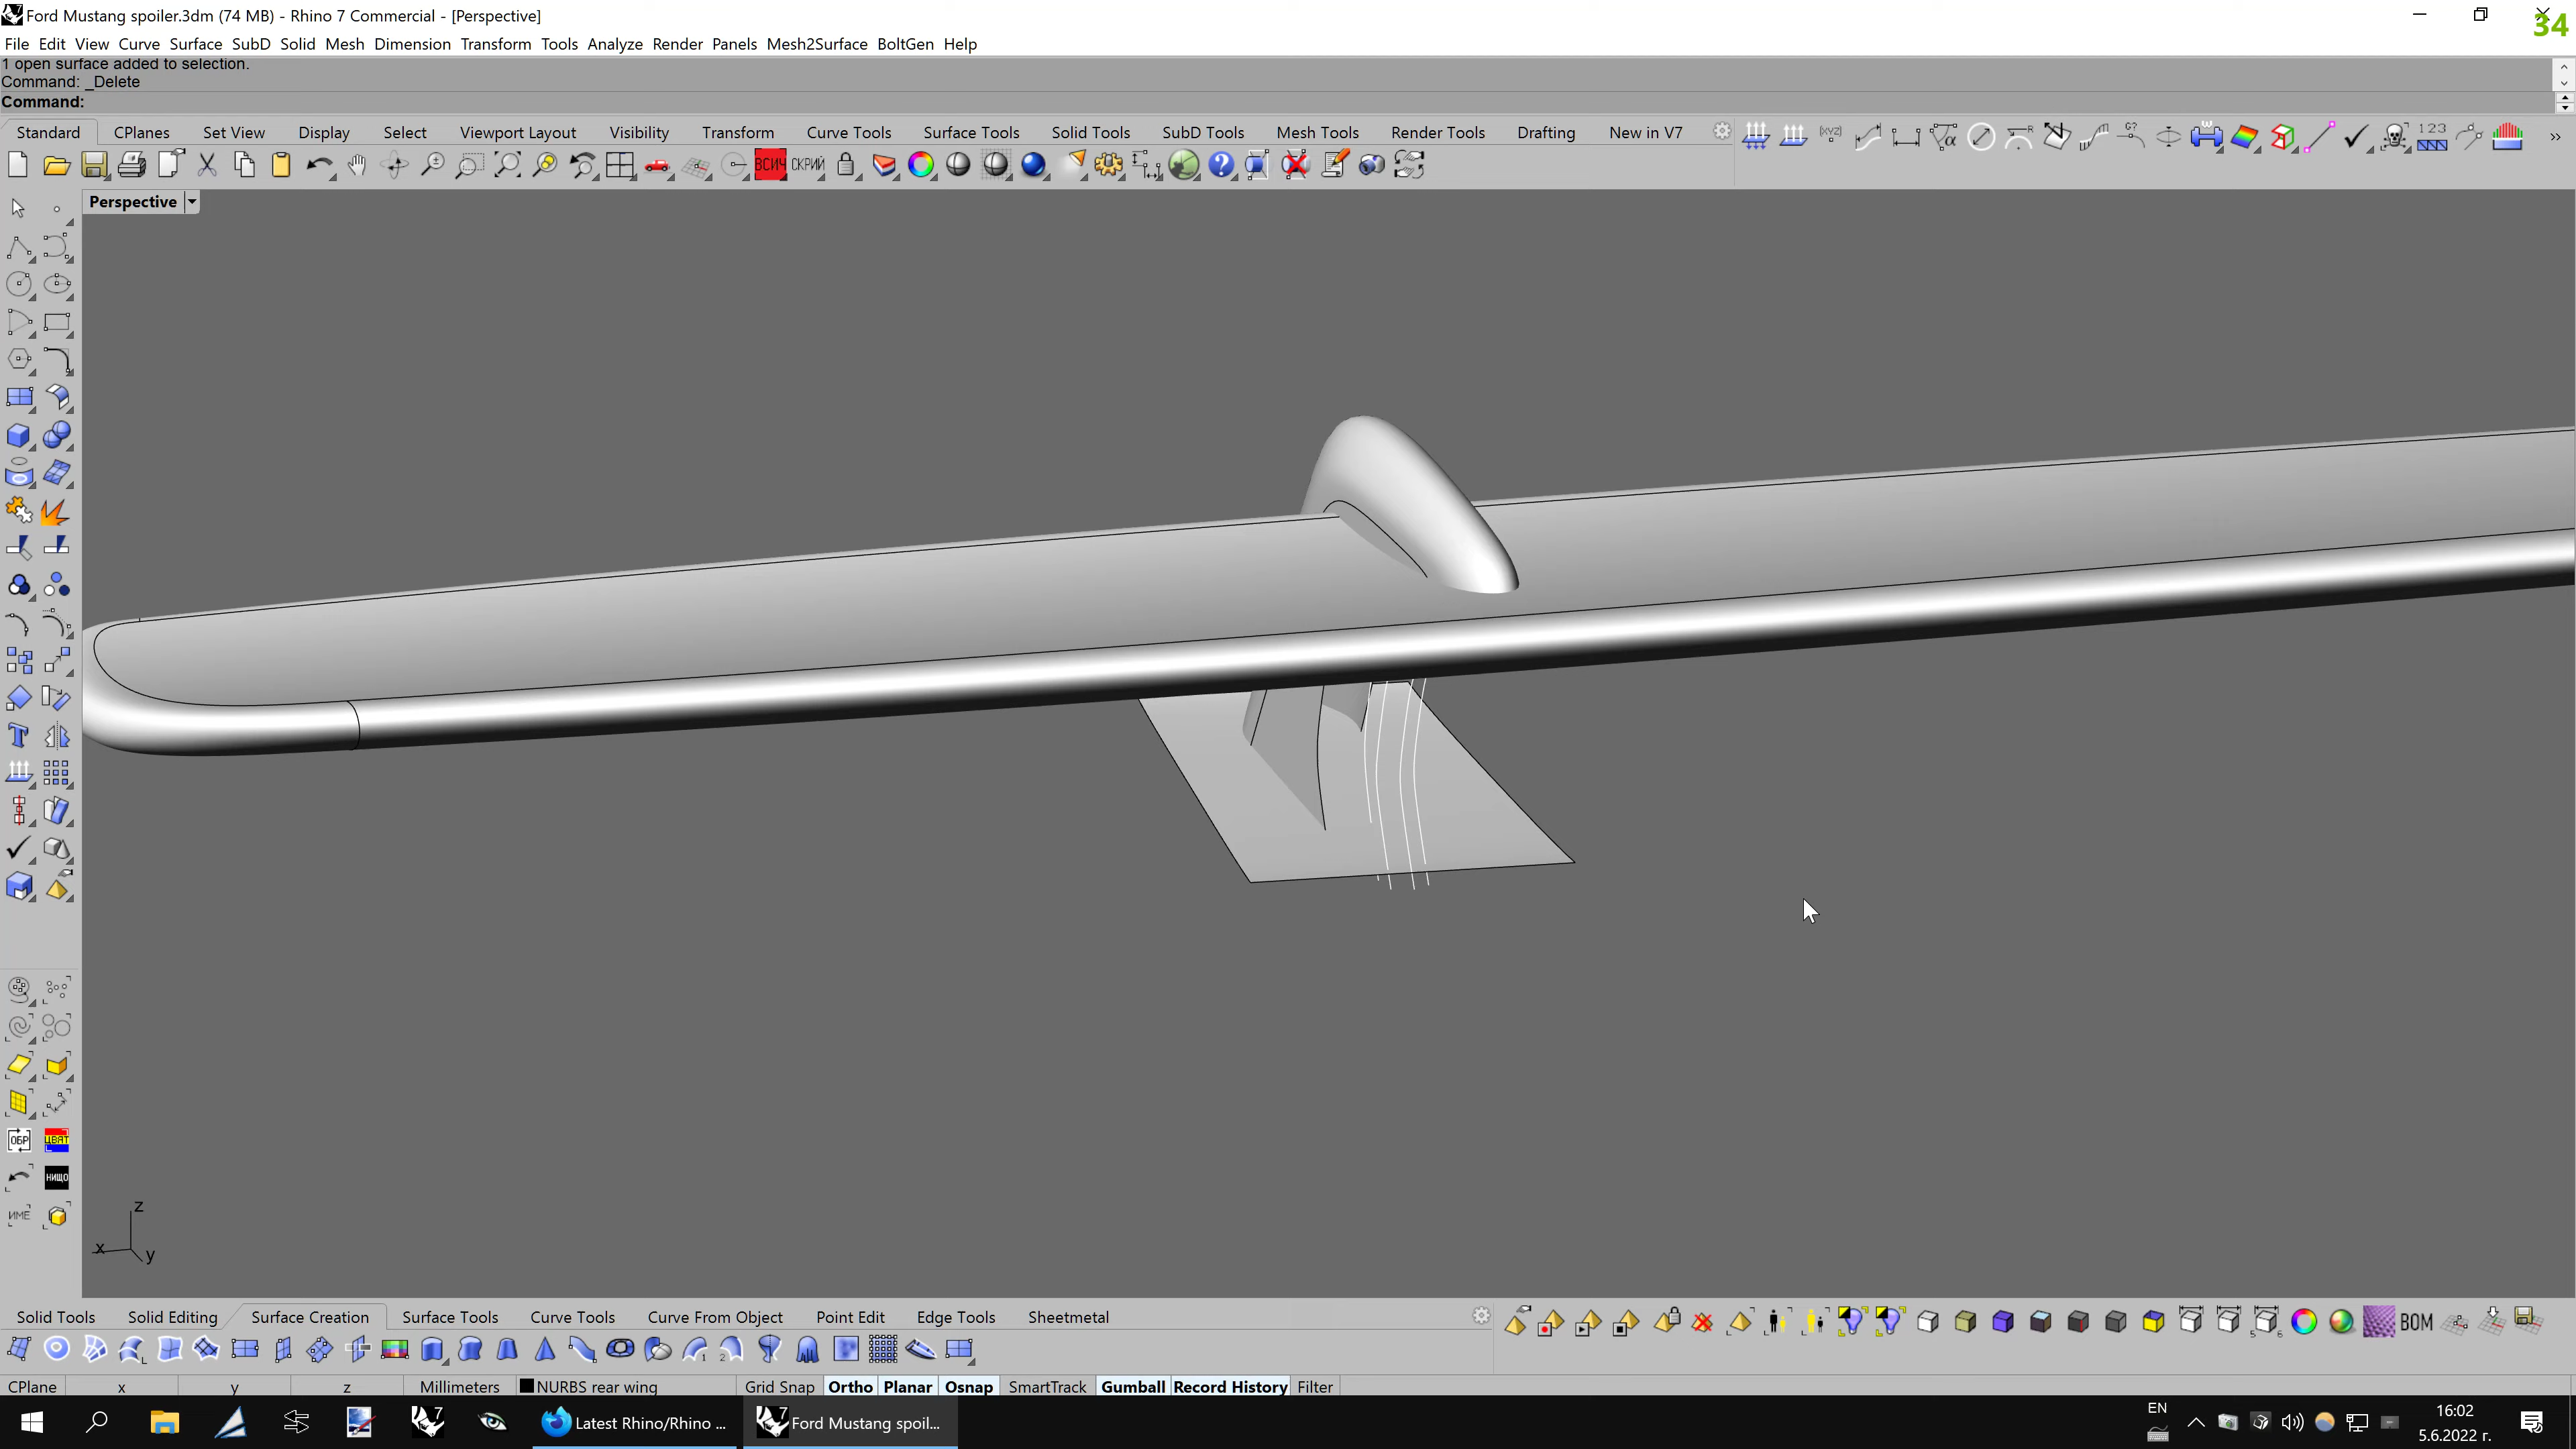 Ford Mustang spoiler.3dm (74 MB) - Rhino 7 Commercial - [Perspective]
34
File Edit View Curve Surface SubD Solid Mesh Dimension Transform Tools Analyze Render Panels Mesh2Surface BoltGen Help
1 open surface added to selection.
Command: _Delete
Command:
Standard CPlanes Set View Display Select Viewport Layout Visibility Transform Curve Tools Surface Tools Solid Tools SubD Tools Mesh Tools Render Tools Drafting New in V7
ВСИЧ СКРИЙ
Perspective
ОБР ЦВЯТ
НИЩО
ИМЕ
z
x y
Solid Tools Solid Editing Surface Creation Surface Tools Curve Tools Curve From Object Point Edit Edge Tools Sheetmetal
BOM
CPlane x y z Millimeters NURBS rear wing Grid Snap Ortho Planar Osnap SmartTrack Gumball Record History Filter
Latest Rhino/Rhino ... Ford Mustang spoil...
EN
16:02
5.6.2022 г.